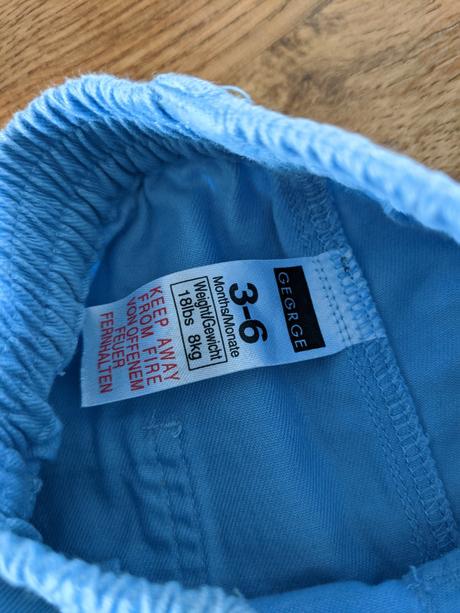 GEORGE
3-6
Months/Monate
Weight/Gewicht
18lbs 8kg
KEEP AWAY
FROM FIRE
VON OFFENEM
FEUER
FERNHALTEN